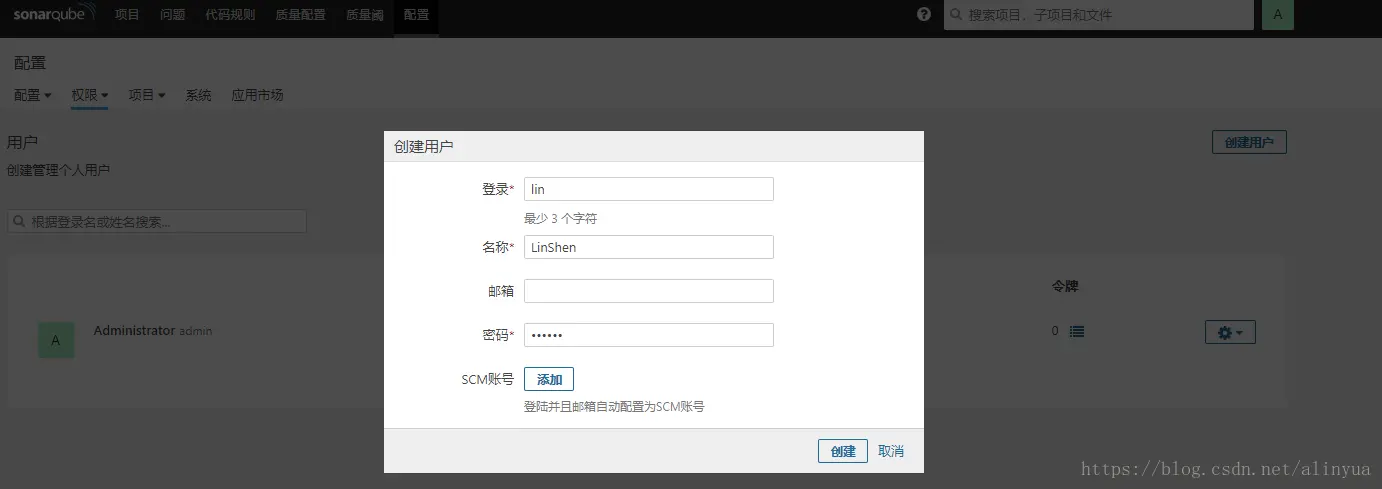 sonarqube 项目 问题 代码规则 质量配置 质量阈 配置 ? 搜索项目、子项目和文件 A
配置
配置 权限 项目 系统 应用市场
用户
创建用户
创建管理个人用户
根据登录名或姓名搜索...
令牌
A Administrator admin 0
创建用户
登录* lin
最少 3 个字符
名称* LinShen
邮箱
密码* ••••••
SCM账号 添加
登陆并且邮箱自动配置为SCM账号
创建 取消
https://blog.csdn.net/alinyua